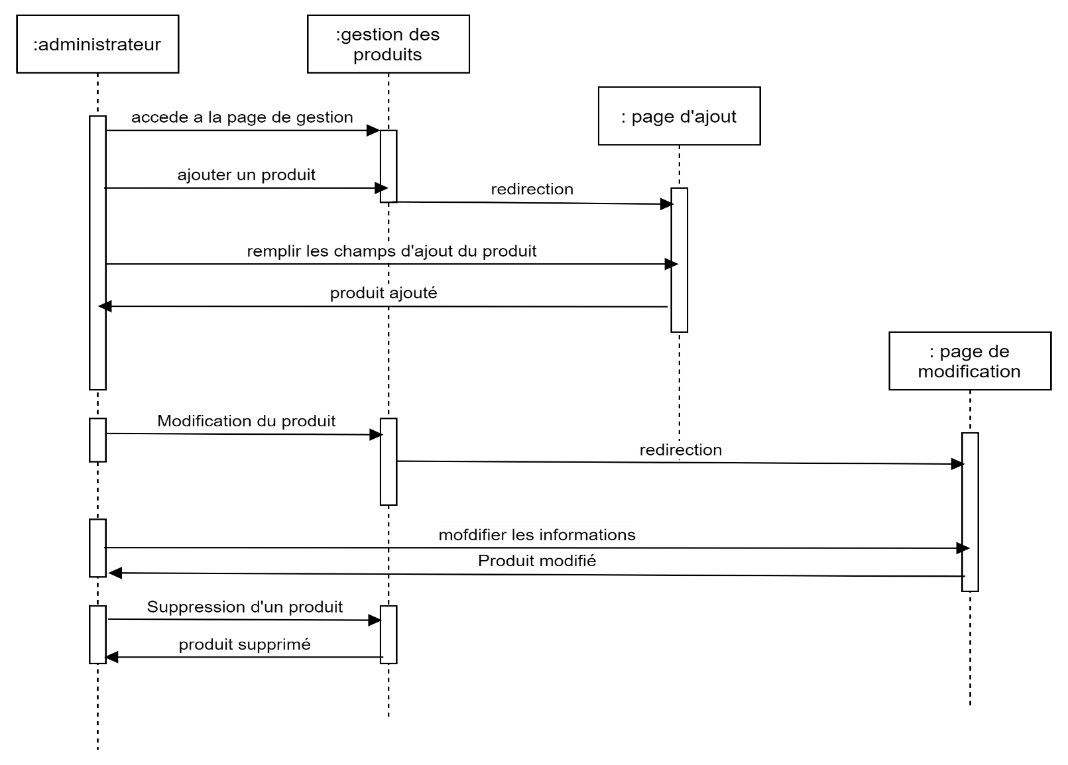 :administrateur
:gestion des
produits
: page d'ajout
accede a la page de gestion
ajouter un produit
redirection
remplir les champs d'ajout du produit
produit ajouté
: page de
modification
Modification du produit
redirection
mofdifier les informations
Produit modifié
Suppression d'un produit
produit supprimé